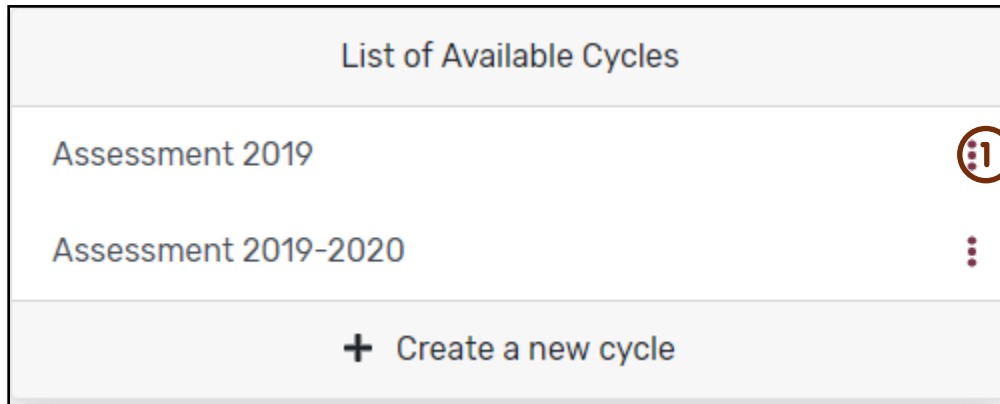 List of Available Cycles
Assessment 2019
1
Assessment 2019-2020
+ Create a new cycle